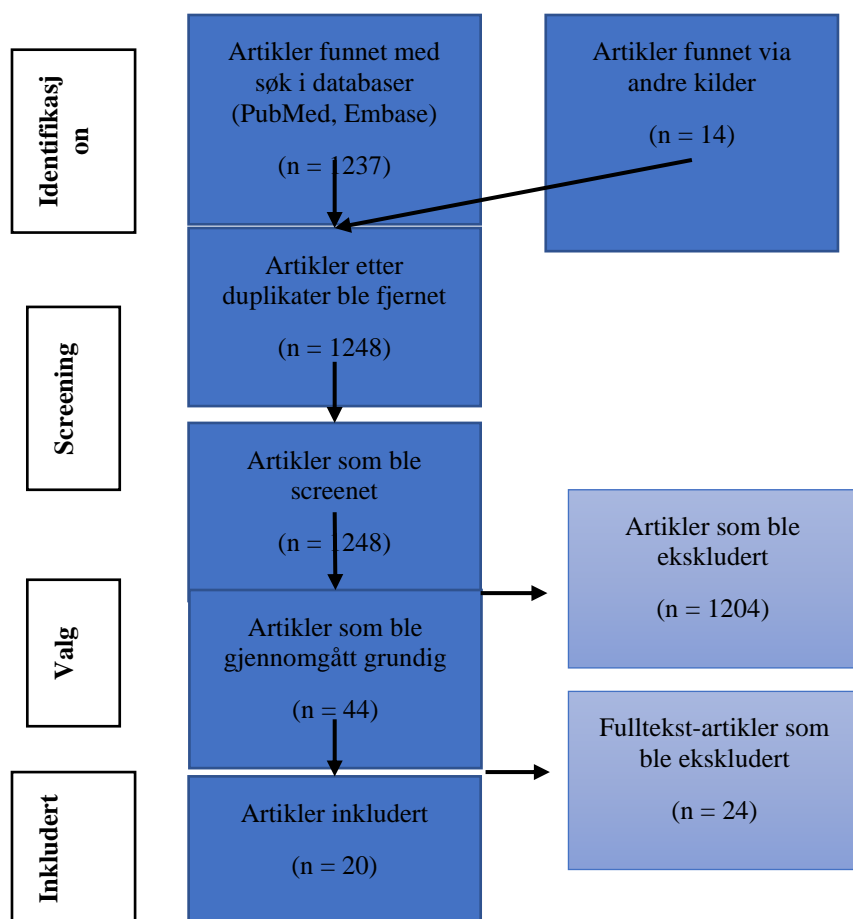 Identifikasj
on
Artikler funnet med
søk i databaser
(PubMed, Embase)
(n = 1237)
Artikler funnet via
andre kilder
(n = 14)
Artikler etter
duplikater ble fjernet
(n = 1248)
Screening
Artikler som ble
screenet
(n = 1248)
Artikler som ble
ekskludert
(n = 1204)
Valg
Artikler som ble
gjennomgått grundig
(n = 44)
Fulltekst-artikler som
ble ekskludert
(n = 24)
Inkludert
Artikler inkludert
(n = 20)